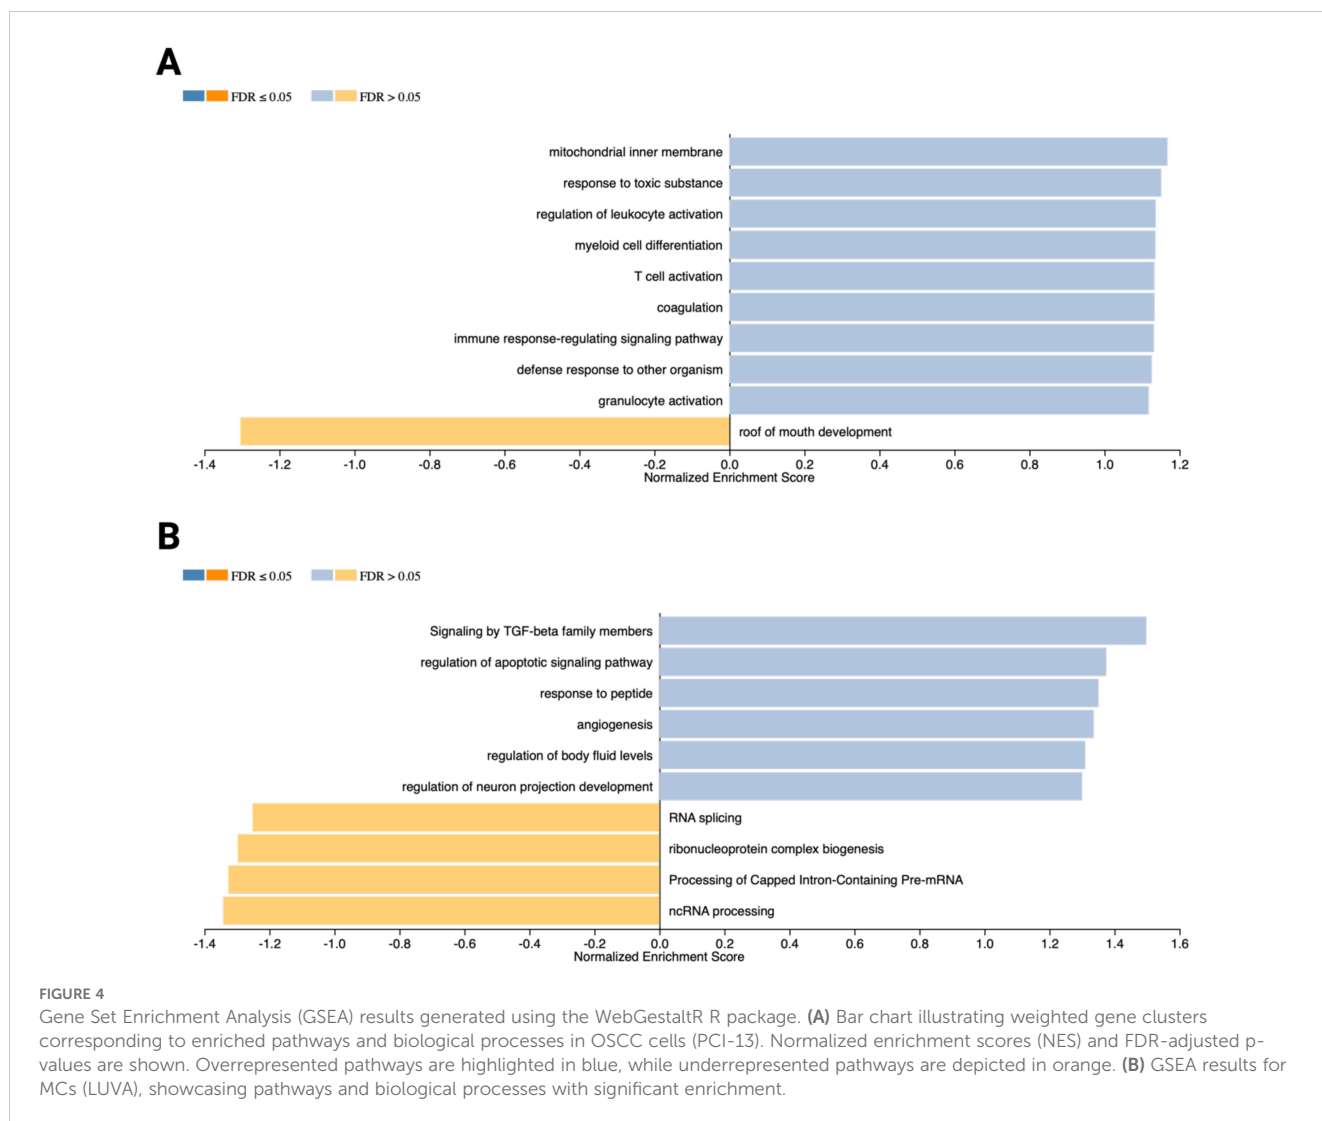 A
FDR ≤ 0.05 FDR > 0.05
mitochondrial inner membrane
response to toxic substance
regulation of leukocyte activation
myeloid cell differentiation
T cell activation
coagulation
immune response-regulating signaling pathway
defense response to other organism
granulocyte activation
roof of mouth development
-1.4 -1.2 -1.0 -0.8 -0.6 -0.4 -0.2 0.0 0.2 0.4 0.6 0.8 1.0 1.2
Normalized Enrichment Score
B
FDR ≤ 0.05 FDR > 0.05
Signaling by TGF-beta family members
regulation of apoptotic signaling pathway
response to peptide
angiogenesis
regulation of body fluid levels
regulation of neuron projection development
RNA splicing
ribonucleoprotein complex biogenesis
Processing of Capped Intron-Containing Pre-mRNA
ncRNA processing
-1.4 -1.2 -1.0 -0.8 -0.6 -0.4 -0.2 0.0 0.2 0.4 0.6 0.8 1.0 1.2 1.4 1.6
Normalized Enrichment Score
FIGURE 4
Gene Set Enrichment Analysis (GSEA) results generated using the WebGestaltR R package. (A) Bar chart illustrating weighted gene clusters
corresponding to enriched pathways and biological processes in OSCC cells (PCI-13). Normalized enrichment scores (NES) and FDR-adjusted p-
values are shown. Overrepresented pathways are highlighted in blue, while underrepresented pathways are depicted in orange. (B) GSEA results for
MCs (LUVA), showcasing pathways and biological processes with significant enrichment.